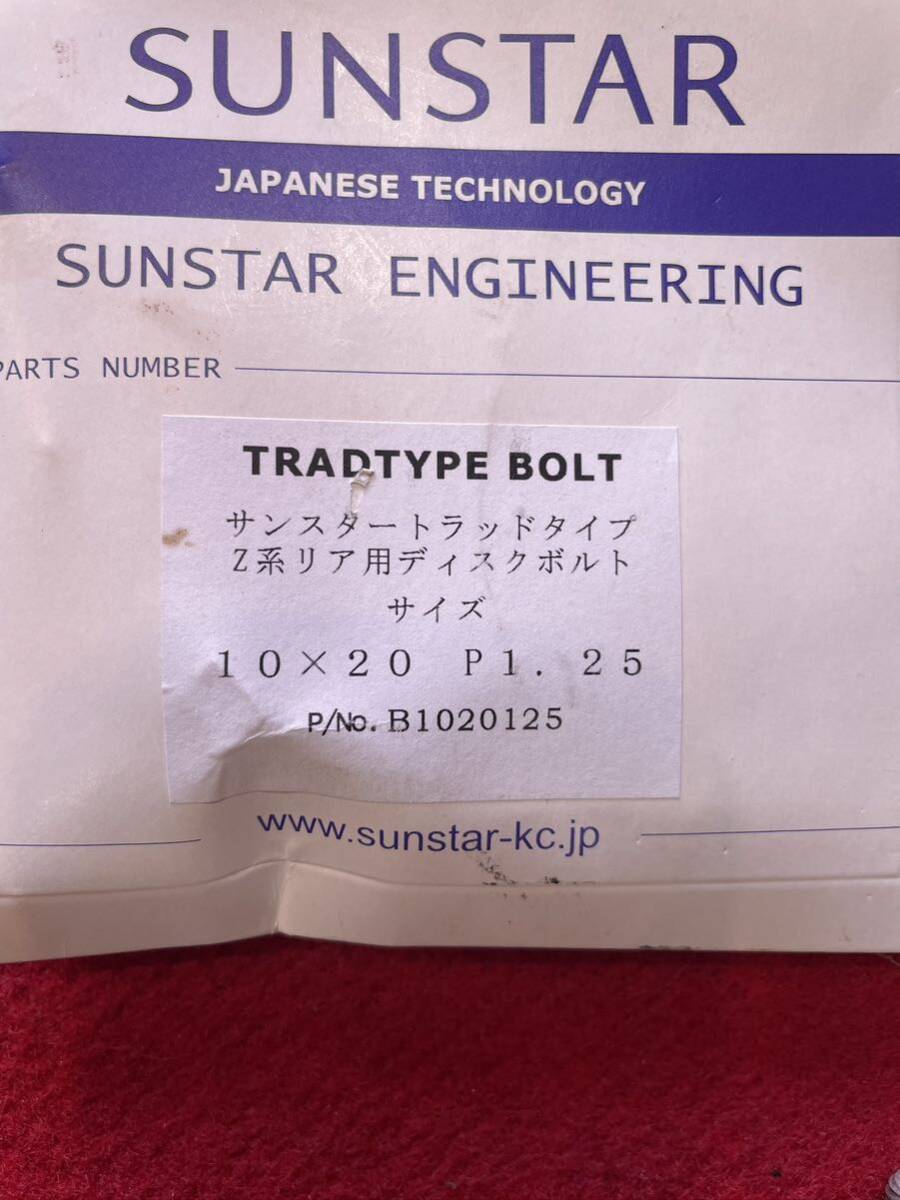 SUNSTAR
JAPANESE TECHNOLOGY
SUNSTAR ENGINEERING
PARTS NUMBER
TRADTYPE BOLT
サンスタートラッドタイプ
Z系リア用ディスクボルト
サイズ
10×20 P1.25
P/No. B1020125
www.sunstar-kc.jp